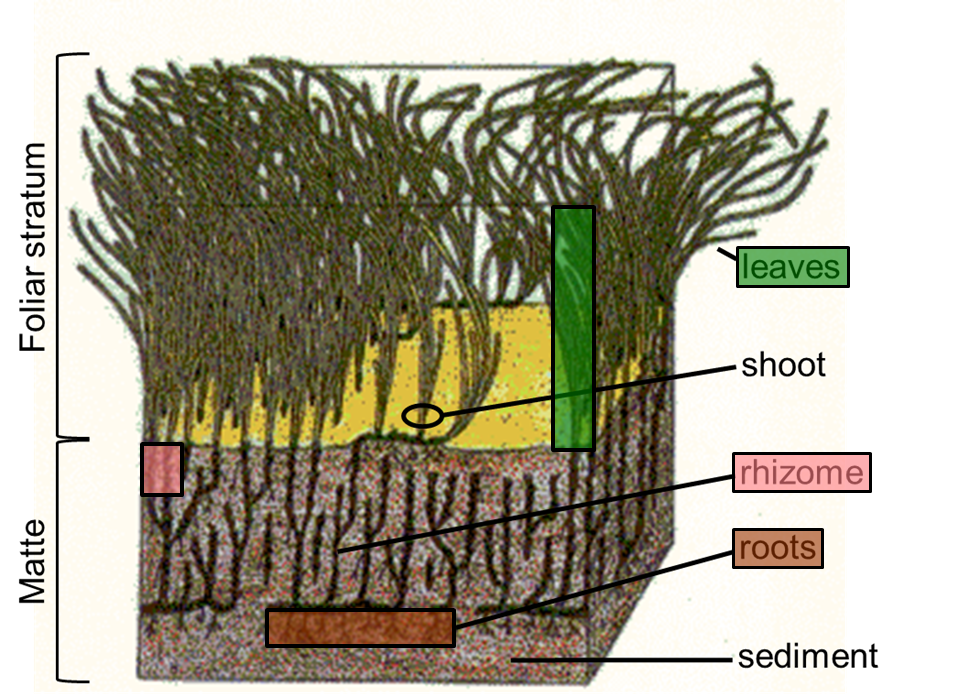 Foliar stratum
leaves
shoot
Matte
rhizome
roots
sediment